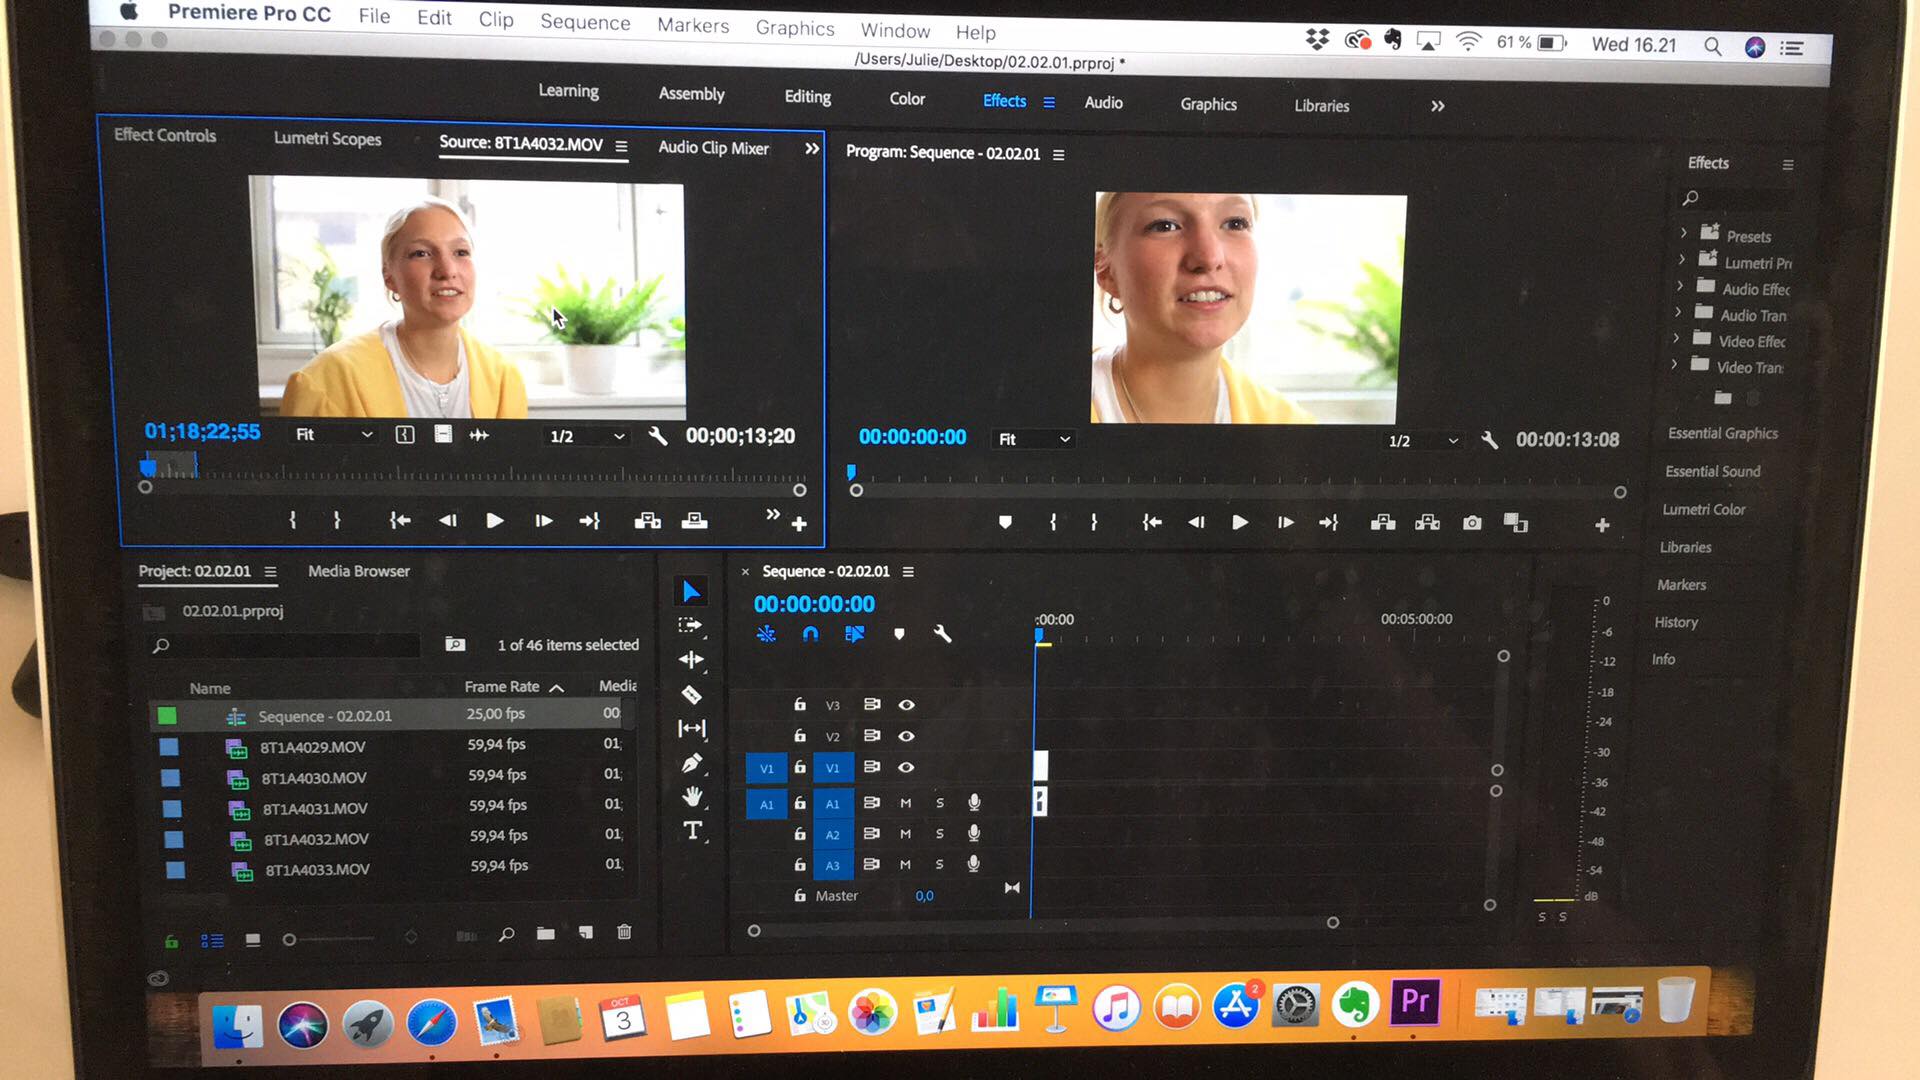 Premiere Pro CC File Edit Clip Sequence Markers Graphics Window Help 61 % Wed 16.21
/Users/Julie/Desktop/02.02.01.prproj *
Learning Assembly Editing Color Effects Audio Graphics Libraries
Effect Controls Lumetri Scopes Source: 8T1A4032.MOV Audio Clip Mixer
Program: Sequence - 02.02.01
Effects
Presets
Lumetri Pre
Audio Effec
Audio Tran
Video Effec
Video Tran
01;18;22;55 Fit 1/2 00;00;13;20
00:00:00:00 Fit 1/2 00:00:13:08
Essential Graphics
Essential Sound
Lumetri Color
Libraries
Markers
History
Info
Project: 02.02.01 Media Browser
02.02.01.prproj
1 of 46 items selected
Name Frame Rate Media
Sequence - 02.02.01 25,00 fps 00:
8T1A4029.MOV 59,94 fps 01;
8T1A4030.MOV 59,94 fps 01;
8T1A4031.MOV 59,94 fps 01;
8T1A4032.MOV 59,94 fps 01;
8T1A4033.MOV 59,94 fps 01;
T
× Sequence - 02.02.01
00:00:00:00
:00:00 00:05:00:00
V3
V2
V1 V1
A1 A1 M S
A2 M S
A3 M S
Master 0,0
0
-6
-12
-18
-24
-30
-36
-42
-48
-54
dB
S S
OCT
3
2
Pr